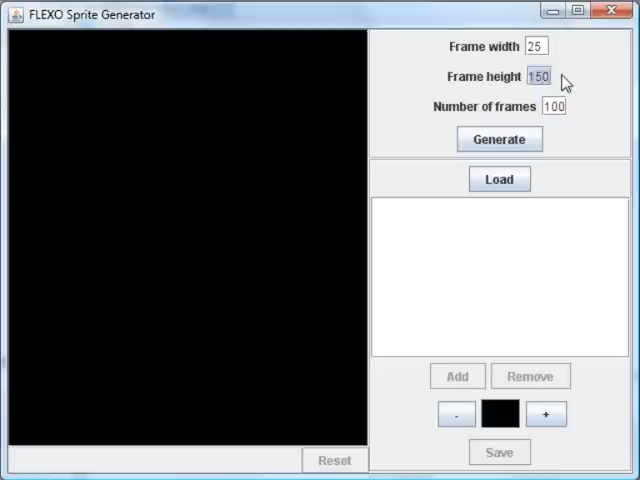 FLEXO Sprite Generator
Frame width 25
Frame height 150
Number of frames 100
Generate
Load
Add Remove
- +
Save
Reset